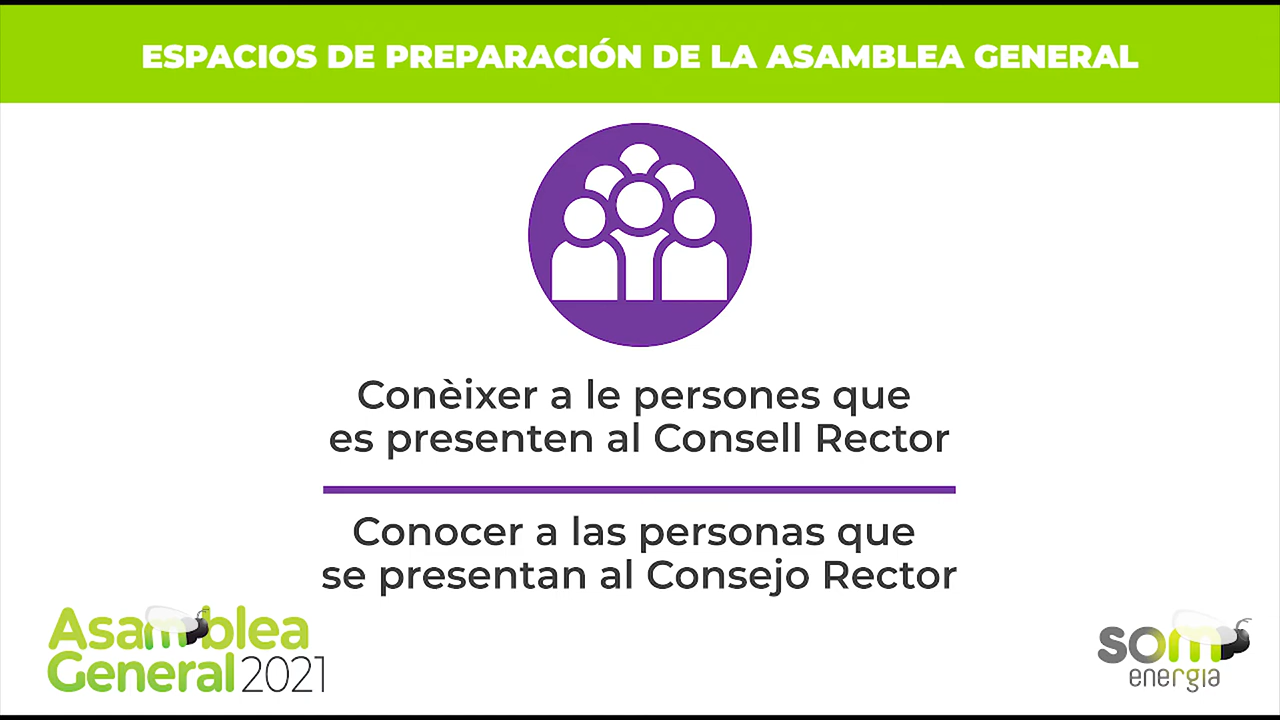 ESPACIOS DE PREPARACIÓN DE LA ASAMBLEA GENERAL
Conèixer a le persones que
es presenten al Consell Rector
Conocer a las personas que
se presentan al Consejo Rector
Asamblea
General 2021
som
energia